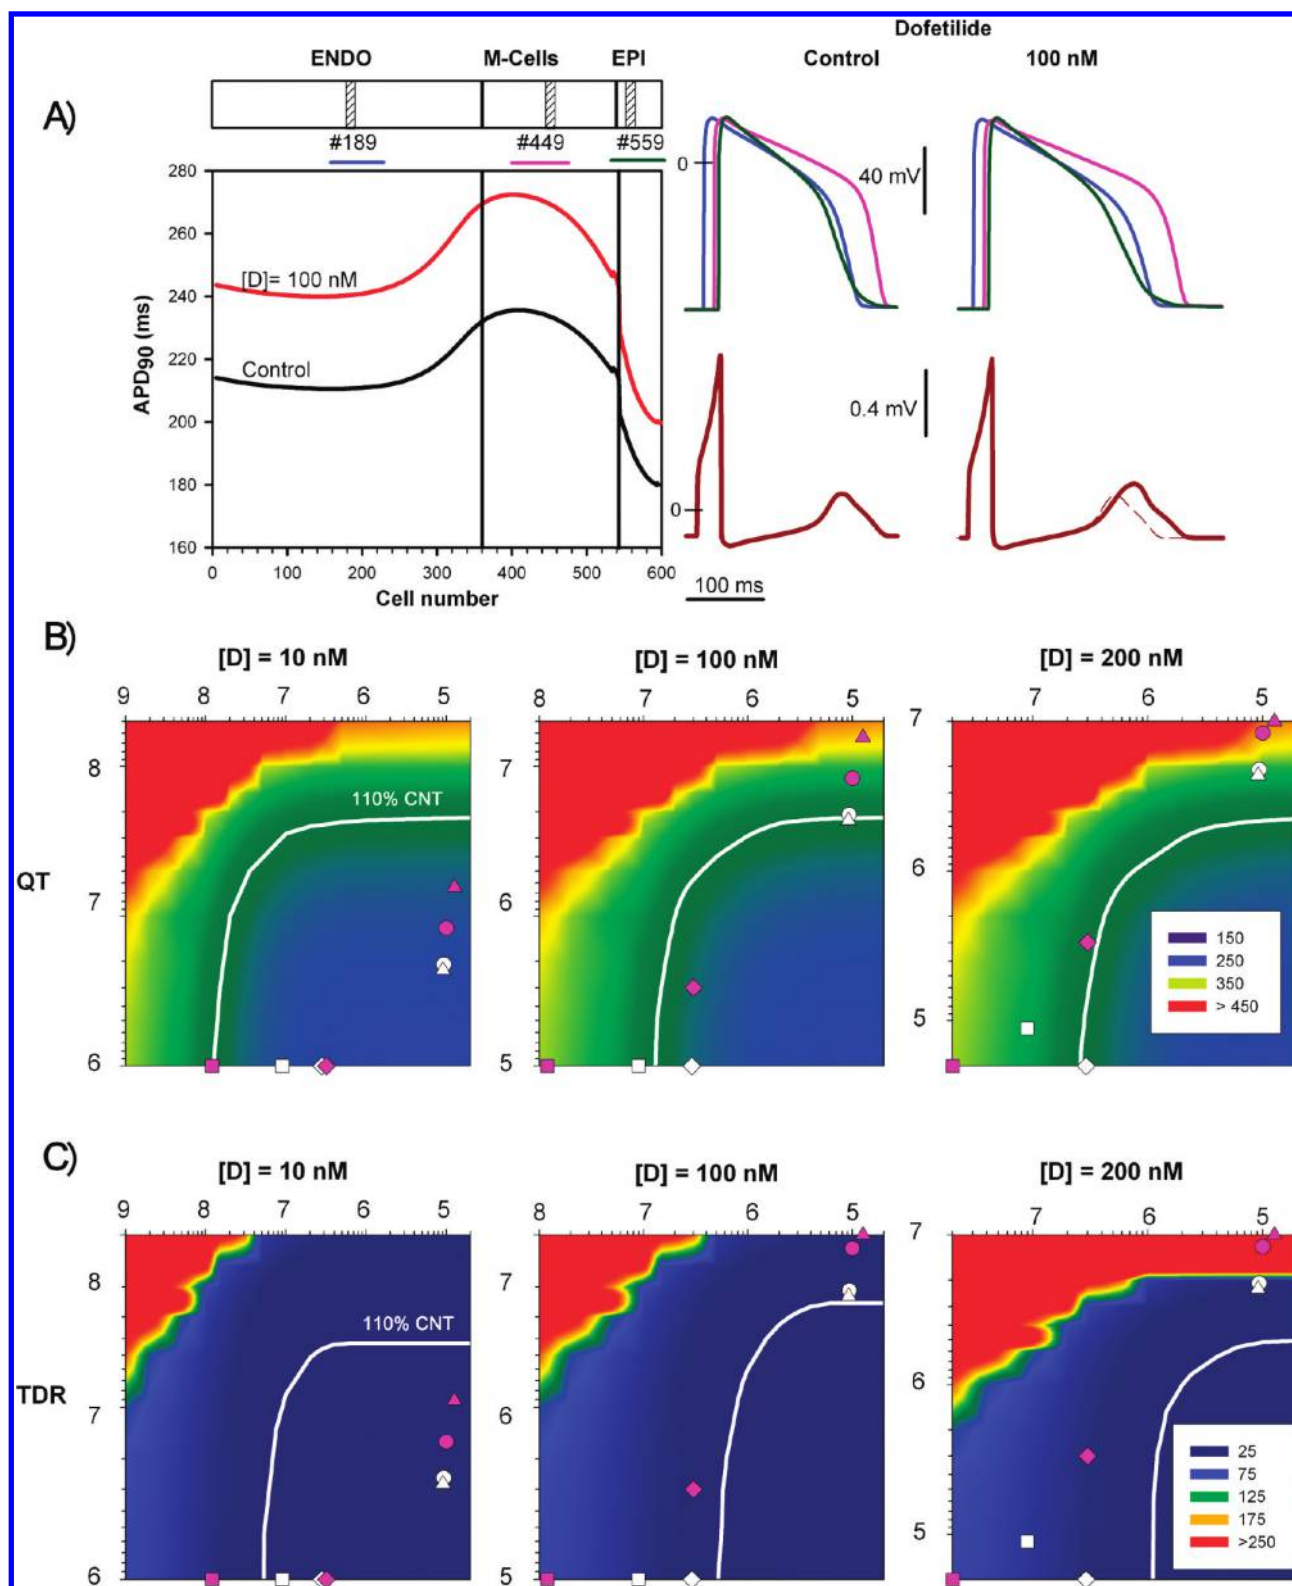 Dofetilide
ENDO M-Cells EPI Control 100 nM
A)
#189 #449 #559
280
260
240
220
200
180
160
APD90 (ms)
[D]= 100 nM
Control
0 100 200 300 400 500 600
Cell number
0
40 mV
0.4 mV
0
100 ms
B)
[D] = 10 nM [D] = 100 nM [D] = 200 nM
9 8 7 6 5 8 7 6 5 7 6 5
QT
8
7
6
110% CNT
7
6
5
7
6
5
150
250
350
> 450
C)
[D] = 10 nM [D] = 100 nM [D] = 200 nM
9 8 7 6 5 8 7 6 5 7 6 5
TDR
8
7
6
110% CNT
7
6
5
7
6
5
25
75
125
175
>250